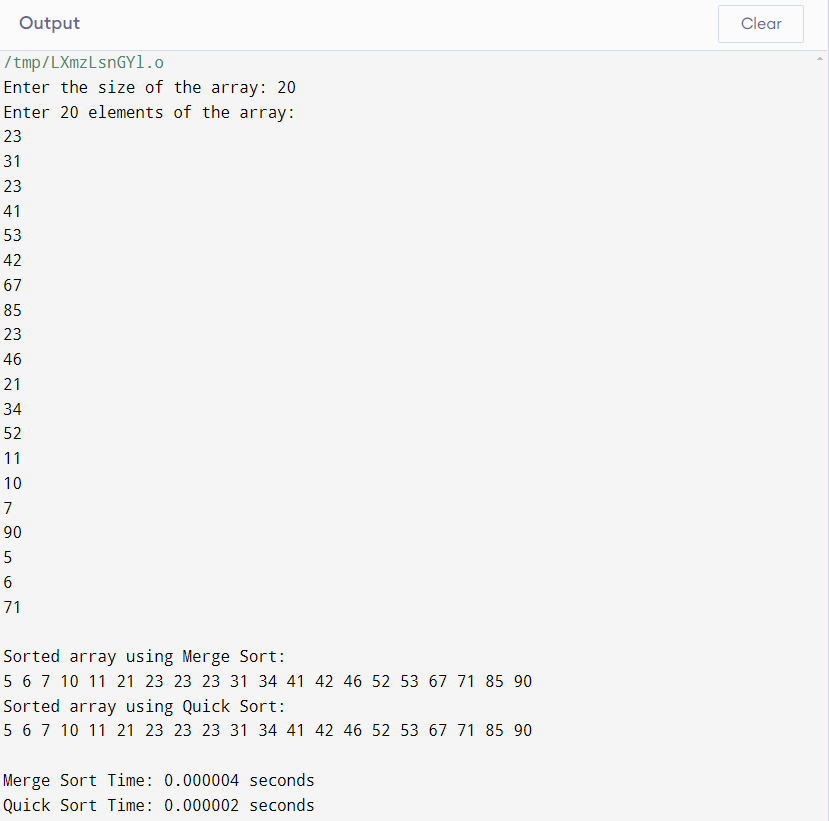 Output
Clear
/tmp/LXmzLsnGYl.o
Enter the size of the array: 20
Enter 20 elements of the array:
23
31
23
41
53
42
67
85
23
46
21
34
52
11
10
7
90
5
6
71
Sorted array using Merge Sort:
5 6 7 10 11 21 23 23 23 31 34 41 42 46 52 53 67 71 85 90
Sorted array using Quick Sort:
5 6 7 10 11 21 23 23 23 31 34 41 42 46 52 53 67 71 85 90
Merge Sort Time: 0.000004 seconds
Quick Sort Time: 0.000002 seconds